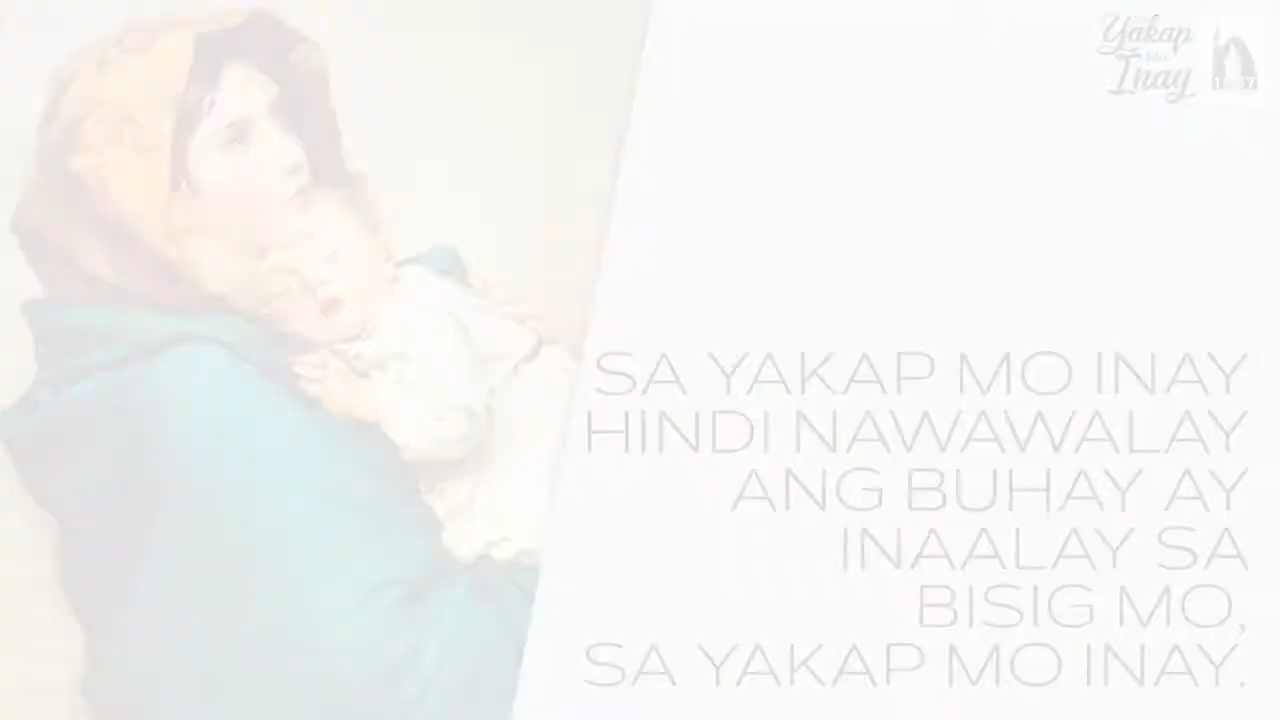 Yakap
Inay
SA YAKAP MO INAY
HINDI NAWAWALAY
ANG BUHAY AY
INAALAY SA
BISIG MO,
SA YAKAP MO INAY.